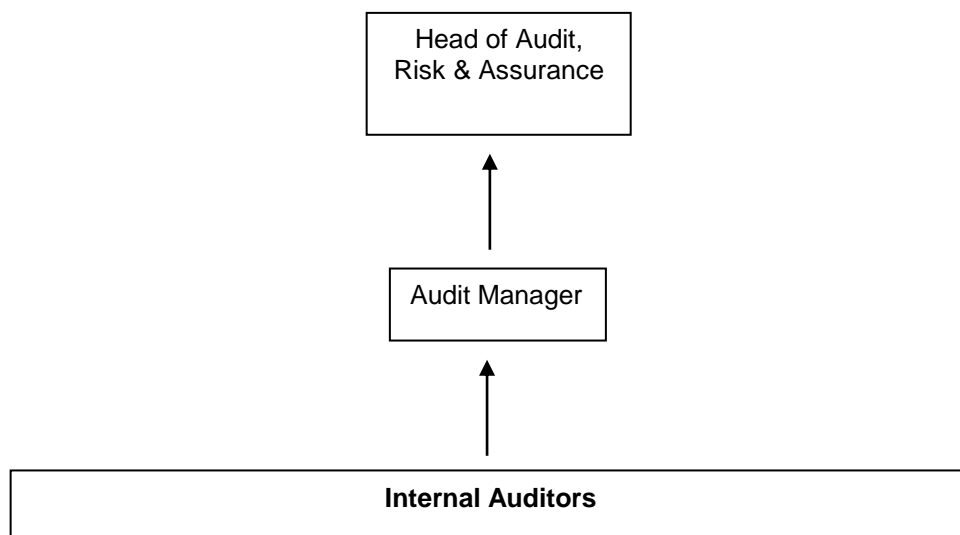 Head of Audit,
Risk & Assurance
Audit Manager
Internal Auditors